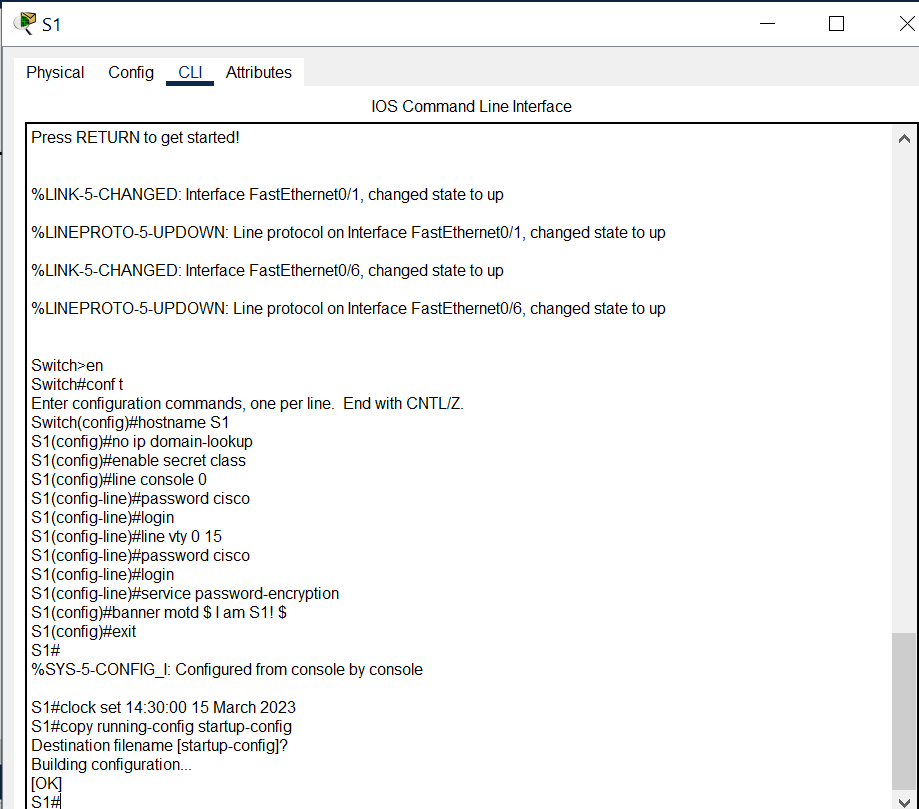 S1
Physical Config CLI Attributes
IOS Command Line Interface
Press RETURN to get started!
%LINK-5-CHANGED: Interface FastEthernet0/1, changed state to up
%LINEPROTO-5-UPDOWN: Line protocol on Interface FastEthernet0/1, changed state to up
%LINK-5-CHANGED: Interface FastEthernet0/6, changed state to up
%LINEPROTO-5-UPDOWN: Line protocol on Interface FastEthernet0/6, changed state to up
Switch>en
Switch#conf t
Enter configuration commands, one per line.  End with CNTL/Z.
Switch(config)#hostname S1
S1(config)#no ip domain-lookup
S1(config)#enable secret class
S1(config)#line console 0
S1(config-line)#password cisco
S1(config-line)#login
S1(config-line)#line vty 0 15
S1(config-line)#password cisco
S1(config-line)#login
S1(config-line)#service password-encryption
S1(config)#banner motd $ I am S1! $
S1(config)#exit
S1#
%SYS-5-CONFIG_I: Configured from console by console
S1#clock set 14:30:00 15 March 2023
S1#copy running-config startup-config
Destination filename [startup-config]?
Building configuration...
[OK]
S1#